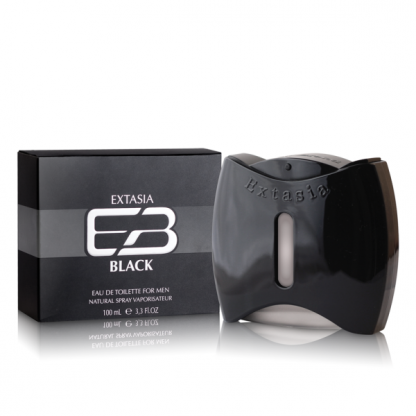 EXTASIA
EB
BLACK
EAU DE TOILETTE FOR MEN
NATURAL SPRAY VAPORISATEUR
100 mL ℮ 3,3 FL.OZ
Extasia